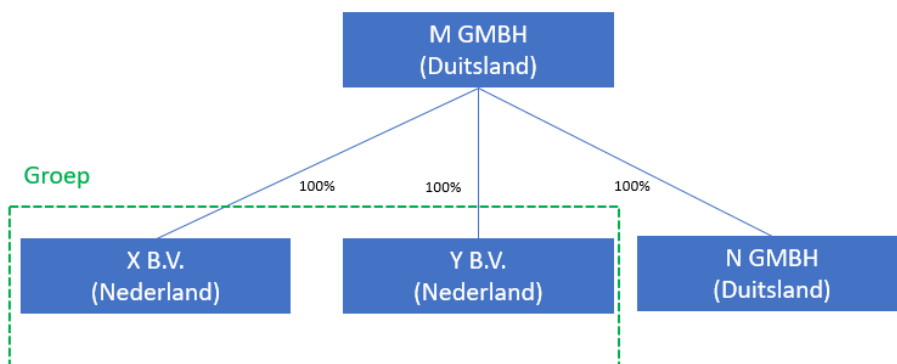 M GMBH
(Duitsland)
Groep
100%
100%
100%
X B.V.
(Nederland)
Y B.V.
(Nederland)
N GMBH
(Duitsland)